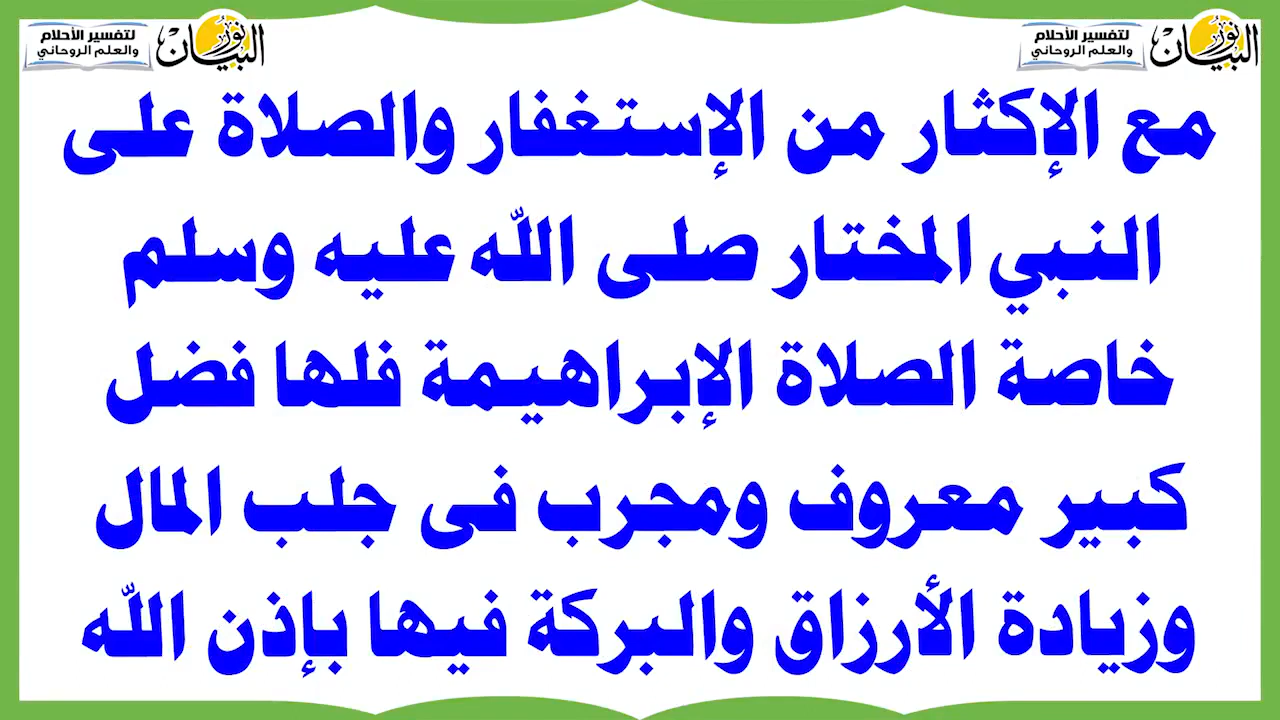 نور البيان
لتفسير الأحلام
والعلم الروحاني
نور البيان
لتفسير الأحلام
والعلم الروحاني
مع الإكثار من الإستغفار والصلاة على
النبي المختار صلى الله عليه وسلم
خاصة الصلاة الإبراهيمة فلها فضل
كبير معروف ومجرب فى جلب المال
وزيادة الأرزاق والبركة فيها بإذن الله